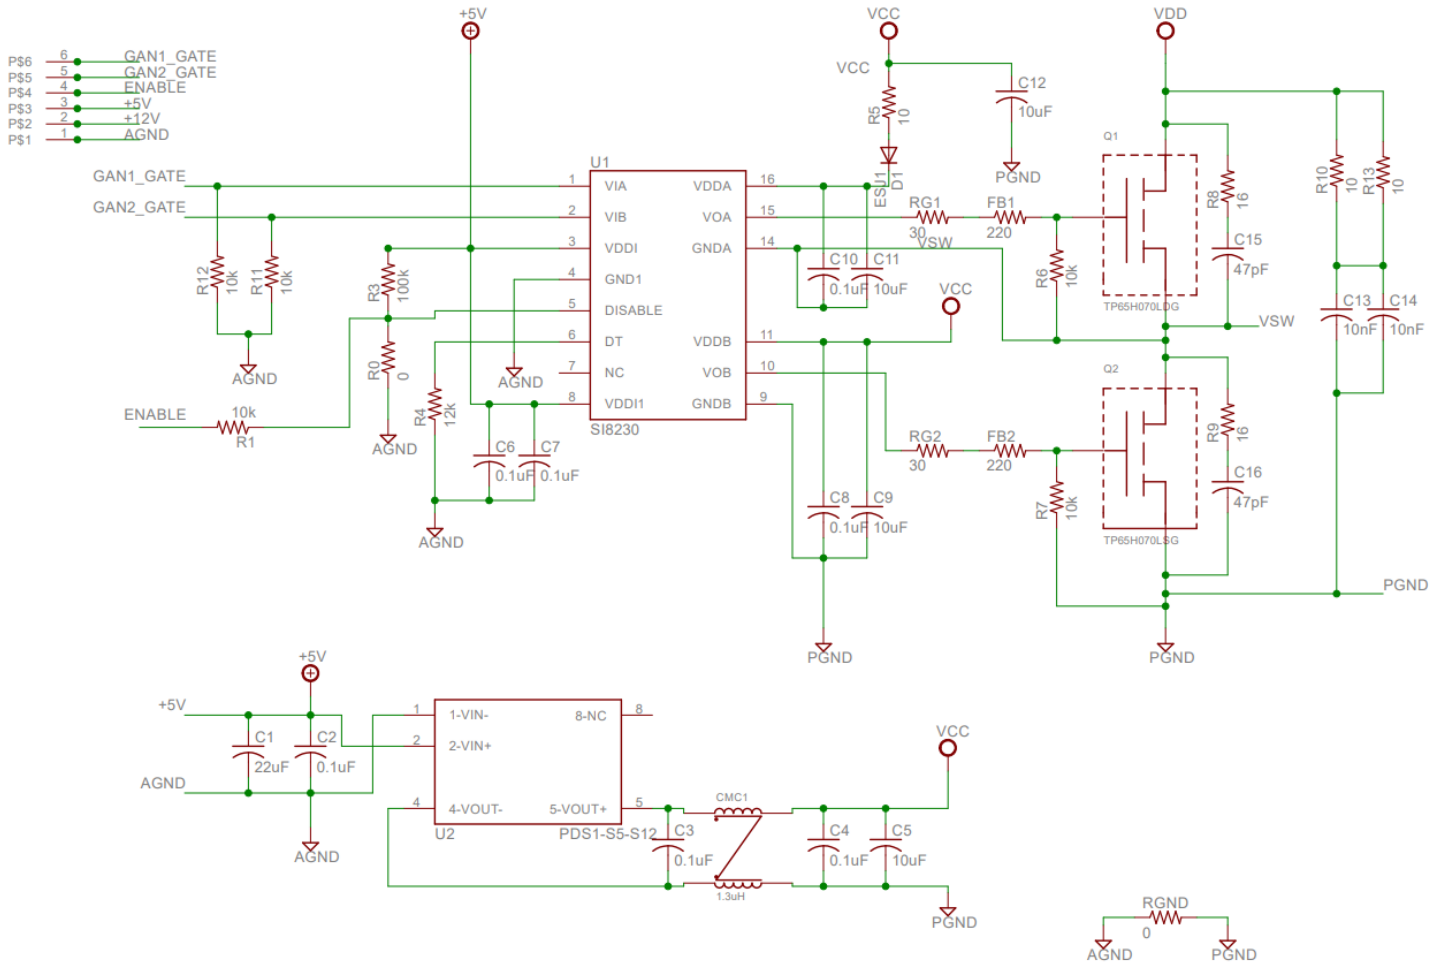 +5V
VCC
VDD
P$6 6 GAN1_GATE
P$5 5 GAN2_GATE
P$4 4 ENABLE
P$3 3 +5V
P$2 2 +12V
P$1 1 AGND
VCC
R5
10
ESJ1
D1
C12
10uF
PGND
GAN1_GATE
GAN2_GATE
R12
10k
R11
10k
AGND
ENABLE
10k
R1
R3
100k
R0
0
AGND
R4
12k
AGND
C6
0.1uF
C7
0.1uF
AGND
U1
1 VIA VDDA 16
2 VIB VOA 15
3 VDDI GNDA 14
4 GND1
5 DISABLE
6 DT VDDB 11
7 NC VOB 10
8 VDDI1 GNDB 9
SI8230
C10
0.1uF
C11
10uF
VCC
C8
0.1uF
C9
10uF
PGND
RG1
30
VSW
FB1
220
R6
10k
Q1
TP65H070LDG
R8
16
C15
47pF
VSW
R10
10
R13
10
C13
10nF
C14
10nF
RG2
30
FB2
220
R7
10k
Q2
TP65H070LSG
R9
16
C16
47pF
PGND
PGND
+5V
+5V
C1
22uF
C2
0.1uF
AGND
AGND
1 1-VIN- 8-NC 8
2 2-VIN+
4 4-VOUT- 5-VOUT+ 5
U2
PDS1-S5-S12
C3
0.1uF
CMC1
1.3uH
C4
0.1uF
C5
10uF
VCC
PGND
RGND
0
AGND
PGND